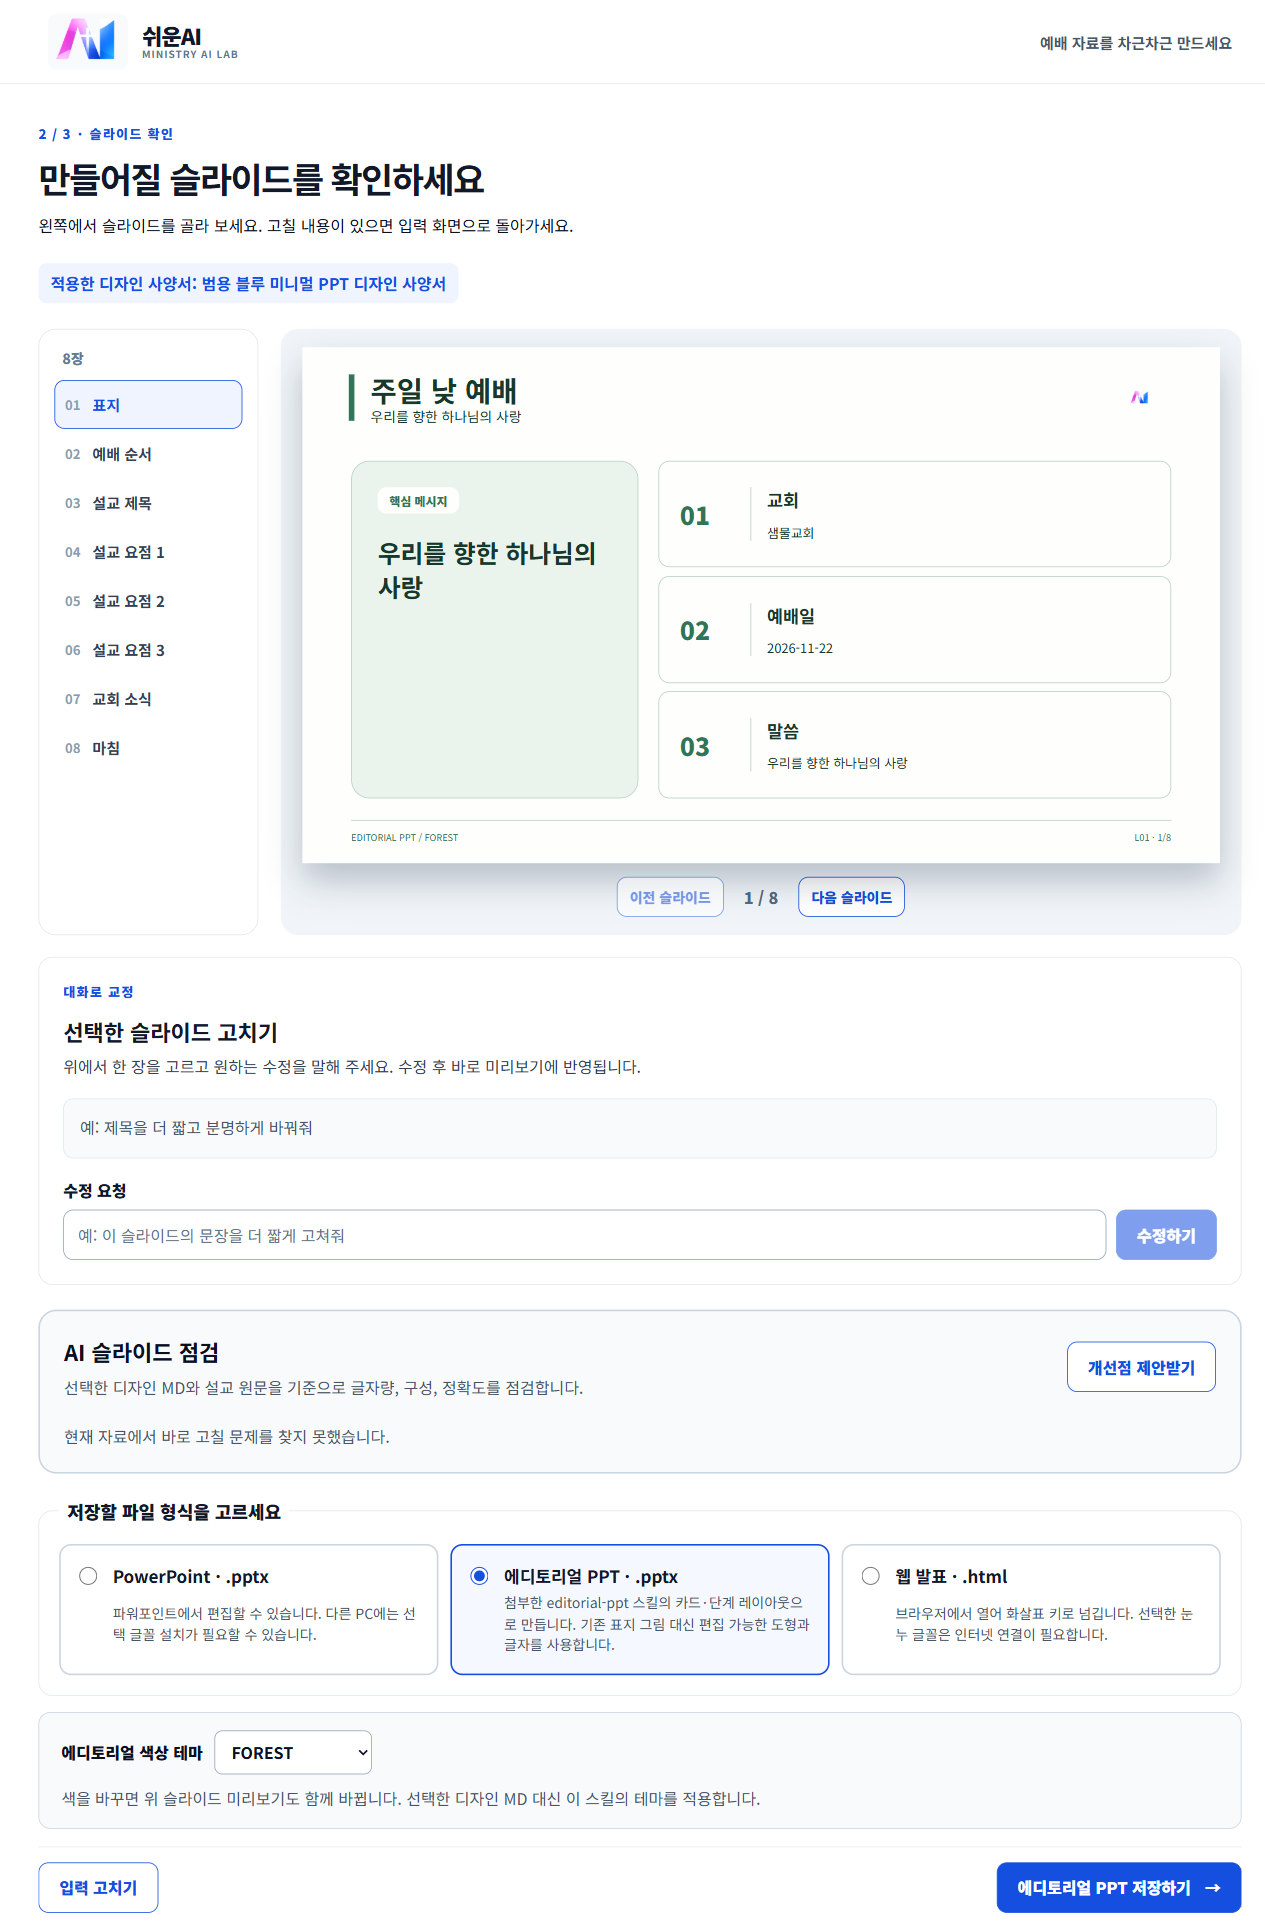 쉬운AI
MINISTRY AI LAB
예배 자료를 차근차근 만드세요
2 / 3 · 슬라이드 확인
만들어질 슬라이드를 확인하세요
왼쪽에서 슬라이드를 골라 보세요. 고칠 내용이 있으면 입력 화면으로 돌아가세요.
적용한 디자인 사양서: 범용 블루 미니멀 PPT 디자인 사양서
8장
01 표지
02 예배 순서
03 설교 제목
04 설교 요점 1
05 설교 요점 2
06 설교 요점 3
07 교회 소식
08 마침
주일 낮 예배
우리를 향한 하나님의 사랑
핵심 메시지
우리를 향한 하나님의
사랑
01
교회
샘물교회
02
예배일
2026-11-22
03
말씀
우리를 향한 하나님의 사랑
EDITORIAL PPT / FOREST
L01 · 1/8
이전 슬라이드
1 / 8
다음 슬라이드
대화로 교정
선택한 슬라이드 고치기
위에서 한 장을 고르고 원하는 수정을 말해 주세요. 수정 후 바로 미리보기에 반영됩니다.
예: 제목을 더 짧고 분명하게 바꿔줘
수정 요청
예: 이 슬라이드의 문장을 더 짧게 고쳐줘
수정하기
AI 슬라이드 점검
선택한 디자인 MD와 설교 원문을 기준으로 글자량, 구성, 정확도를 점검합니다.
개선점 제안받기
현재 자료에서 바로 고칠 문제를 찾지 못했습니다.
저장할 파일 형식을 고르세요
PowerPoint · .pptx
파워포인트에서 편집할 수 있습니다. 다른 PC에는 선
택 글꼴 설치가 필요할 수 있습니다.
에디토리얼 PPT · .pptx
첨부한 editorial-ppt 스킬의 카드·단계 레이아웃으
로 만듭니다. 기존 표지 그림 대신 편집 가능한 도형과
글자를 사용합니다.
웹 발표 · .html
브라우저에서 열어 화살표 키로 넘깁니다. 선택한 눈
누 글꼴은 인터넷 연결이 필요합니다.
에디토리얼 색상 테마
FOREST
색을 바꾸면 위 슬라이드 미리보기도 함께 바뀝니다. 선택한 디자인 MD 대신 이 스킬의 테마를 적용합니다.
입력 고치기
에디토리얼 PPT 저장하기 →